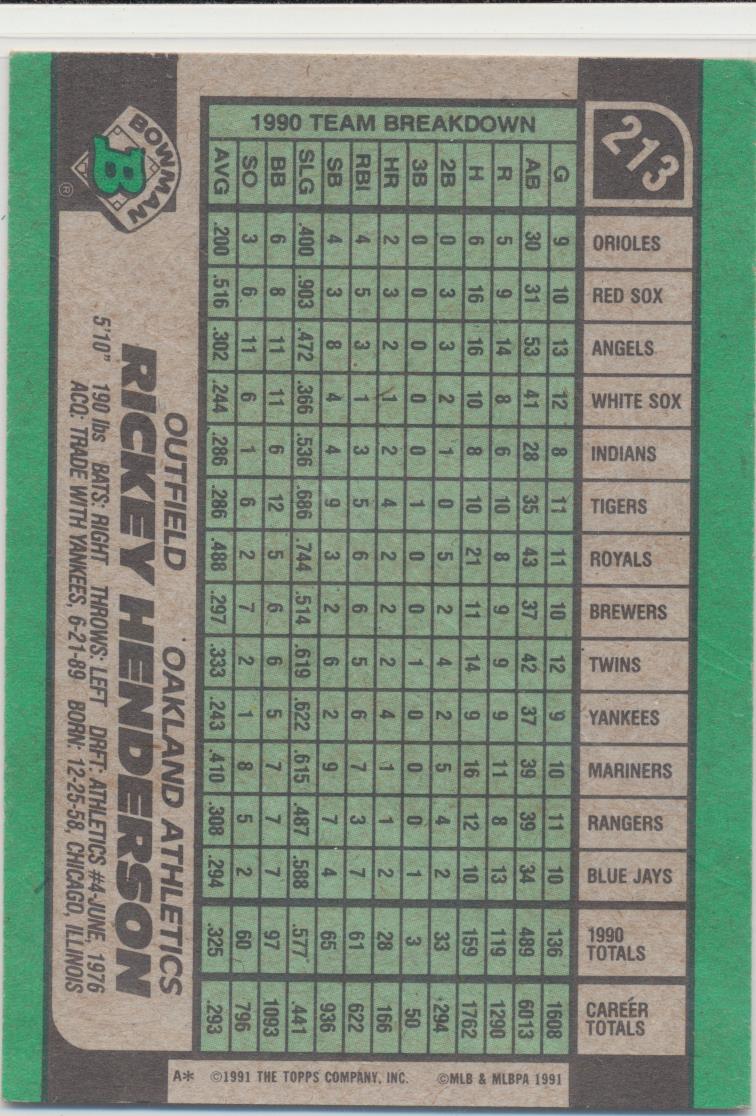 213
BOWMAN
B
®
OUTFIELD OAKLAND ATHLETICS
RICKEY HENDERSON
5'10" 190 lbs BATS: RIGHT THROWS: LEFT DRFT: ATHLETICS #4-JUNE, 1976
ACQ: TRADE WITH YANKEES, 6-21-89 BORN: 12-25-58, CHICAGO, ILLINOIS
1990 TEAM BREAKDOWN
G AB R H 2B 3B HR RBI SB SLG BB SO AVG
ORIOLES 9 30 5 6 0 0 2 4 4 .400 6 3 .200
RED SOX 10 31 9 16 3 0 3 5 3 .903 8 6 .516
ANGELS 13 53 14 16 3 0 2 3 8 .472 11 11 .302
WHITE SOX 12 41 8 10 2 0 1 1 4 .366 11 6 .244
INDIANS 8 28 6 8 1 0 2 3 4 .536 6 1 .286
TIGERS 11 35 10 10 0 1 4 5 9 .686 12 6 .286
ROYALS 11 43 8 21 5 0 2 6 3 .744 5 2 .488
BREWERS 10 37 9 11 2 0 2 6 2 .514 6 7 .297
TWINS 12 42 9 14 4 1 2 5 6 .619 6 2 .333
YANKEES 9 37 9 9 2 0 4 6 2 .622 5 1 .243
MARINERS 10 39 11 16 5 0 1 7 9 .615 7 8 .410
RANGERS 11 39 8 12 4 0 1 3 7 .487 7 5 .308
BLUE JAYS 10 34 13 10 2 1 2 7 4 .588 7 2 .294
1990 TOTALS 136 489 119 159 33 3 28 61 65 .577 97 60 .325
CAREER TOTALS 1608 6013 1290 1762 294 50 166 622 936 .441 1093 796 .293
A* ©1991 THE TOPPS COMPANY, INC. ©MLB & MLBPA 1991